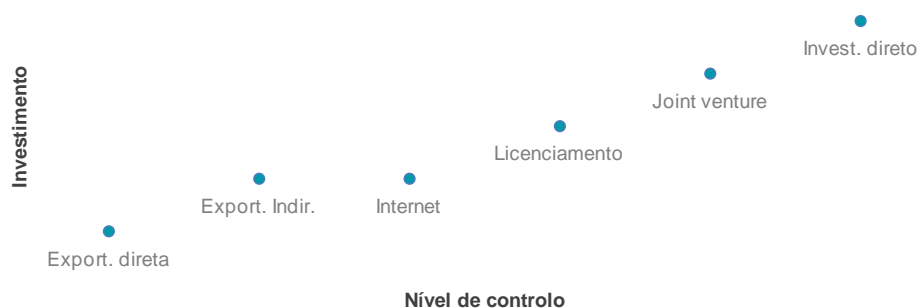 Invest. direto
Joint venture
Licenciamento
Export. Indir.
Internet
Export. direta
Investimento
Nível de controlo